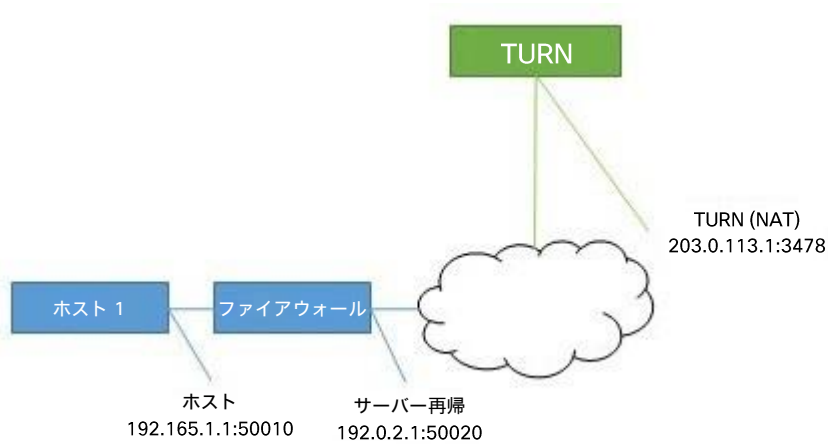 TURN
TURN (NAT)
203.0.113.1:3478
ホスト 1
ファイアウォール
ホスト
192.165.1.1:50010
サーバー再帰
192.0.2.1:50020